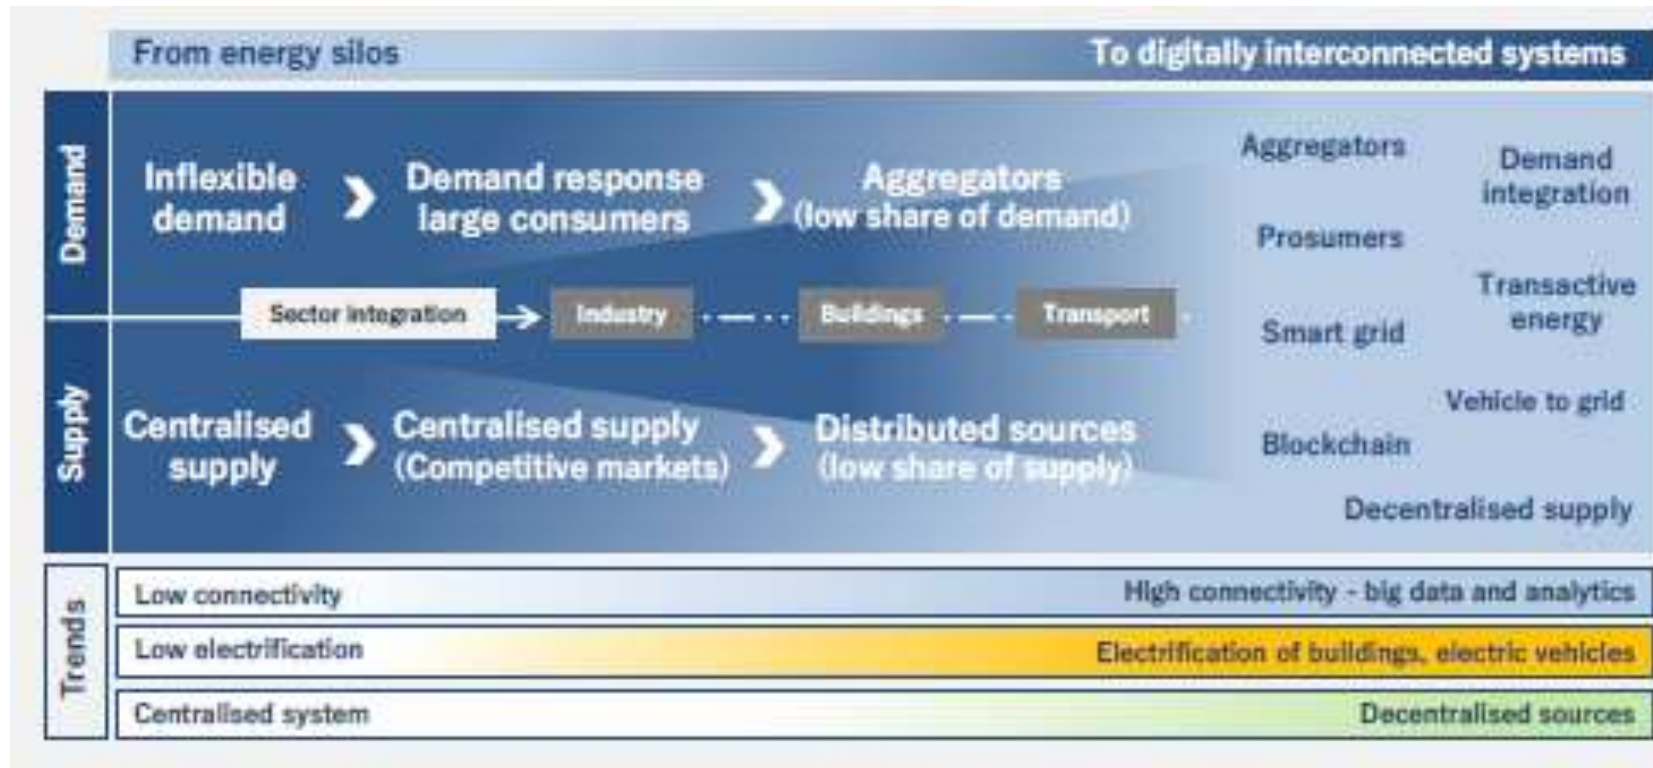 From energy silos
To digitally interconnected systems
Demand
Inflexible
demand
Demand response
large consumers
Aggregators
(low share of demand)
Aggregators
Demand
integration
Prosumers
Transactive
energy
Sector integration
Industry
Buildings
Transport
Smart grid
Vehicle to grid
Supply
Centralised
supply
Centralised supply
(Competitive markets)
Distributed sources
(low share of supply)
Blockchain
Decentralised supply
Trends
Low connectivity
High connectivity - big data and analytics
Low electrification
Electrification of buildings, electric vehicles
Centralised system
Decentralised sources